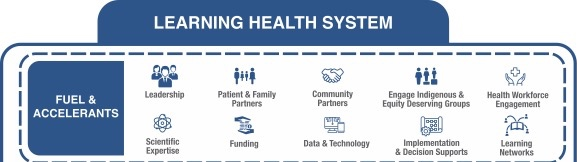 LEARNING HEALTH SYSTEM
FUEL &
ACCELERANTS
Leadership
Patient & Family
Partners
Community
Partners
Engage Indigenous &
Equity Deserving Groups
Health Workforce
Engagement
Scientific
Expertise
Funding
Data & Technology
Implementation
& Decision Supports
Learning
Networks